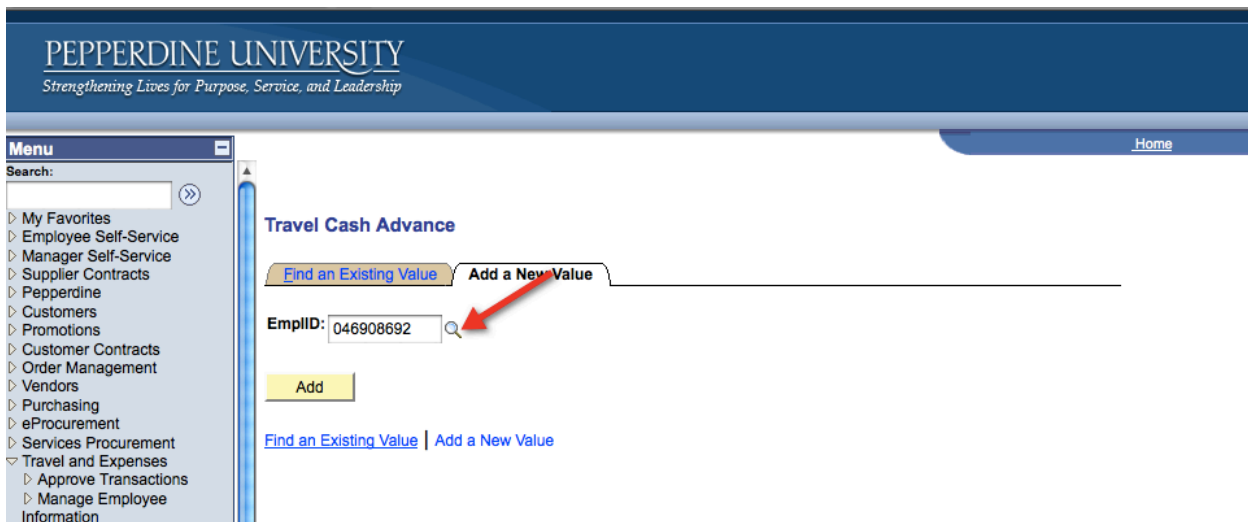 PEPPERDINE UNIVERSITY
Strengthening Lives for Purpose, Service, and Leadership
Home
Menu
Search:
My Favorites
Employee Self-Service
Manager Self-Service
Supplier Contracts
Pepperdine
Customers
Promotions
Customer Contracts
Order Management
Vendors
Purchasing
eProcurement
Services Procurement
Travel and Expenses
Approve Transactions
Manage Employee
Information
Travel Cash Advance
Find an Existing Value Add a New Value
EmplID: 046908692
Add
Find an Existing Value | Add a New Value